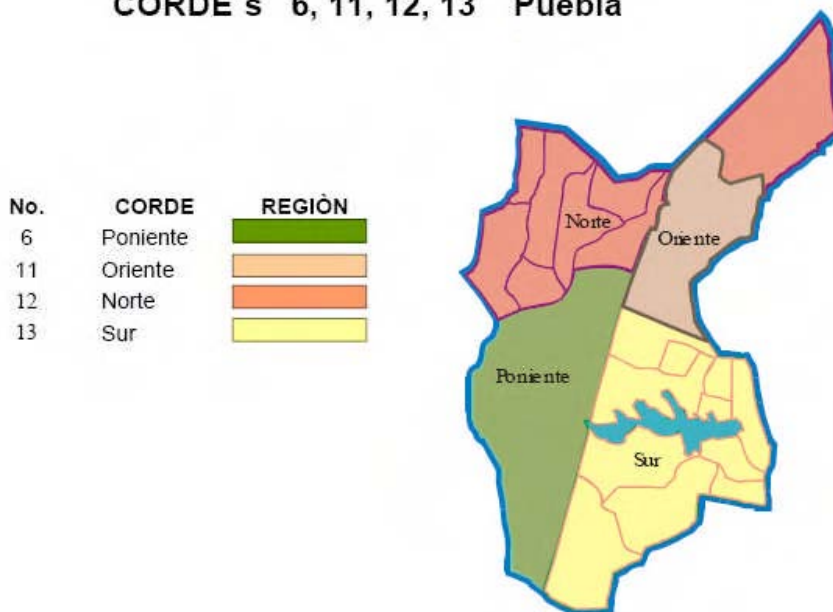 CORDE´s 6, 11, 12, 13 Puebla
No. CORDE REGIÒN
6 Poniente
11 Oriente
12 Norte
13 Sur
Norte
Oriente
Poniente
Sur